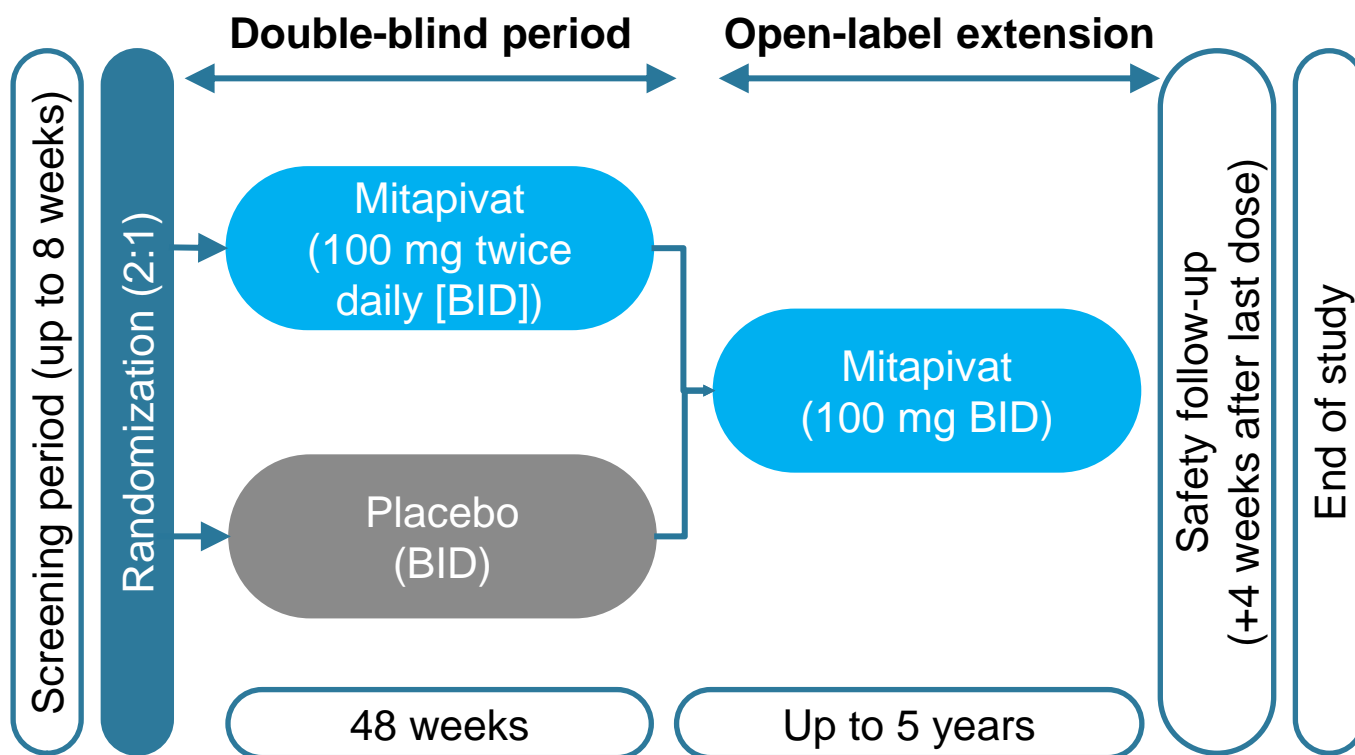 Double-blind period
Open-label extension
Screening period (up to 8 weeks)
Randomization (2:1)
Mitapivat
(100 mg twice
daily [BID])
Placebo
(BID)
Mitapivat
(100 mg BID)
Safety follow-up
(+4 weeks after last dose)
End of study
48 weeks
Up to 5 years